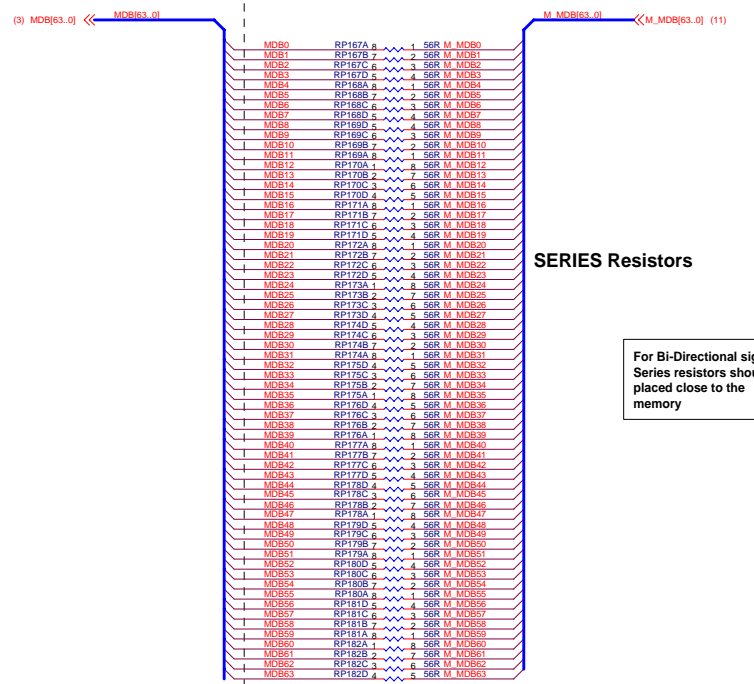 (3) MDB[63..0] MDB[63..0] M_MDB[63..0] M_MDB[63..0] (11)
MDB0 RP167A 8 1 56R M_MDB0
MDB1 RP167B 7 2 56R M_MDB1
MDB2 RP167C 6 3 56R M_MDB2
MDB3 RP167D 5 4 56R M_MDB3
MDB4 RP168A 8 1 56R M_MDB4
MDB5 RP168B 7 2 56R M_MDB5
MDB6 RP168C 6 3 56R M_MDB6
MDB7 RP168D 5 4 56R M_MDB7
MDB8 RP169D 5 4 56R M_MDB8
MDB9 RP169C 6 3 56R M_MDB9
MDB10 RP169B 7 2 56R M_MDB10
MDB11 RP169A 8 1 56R M_MDB11
MDB12 RP170A 1 8 56R M_MDB12
MDB13 RP170B 2 7 56R M_MDB13
MDB14 RP170C 3 6 56R M_MDB14
MDB15 RP170D 4 5 56R M_MDB15
MDB16 RP171A 8 1 56R M_MDB16
MDB17 RP171B 7 2 56R M_MDB17
MDB18 RP171C 6 3 56R M_MDB18
MDB19 RP171D 5 4 56R M_MDB19
MDB20 RP172A 8 1 56R M_MDB20
MDB21 RP172B 7 2 56R M_MDB21
MDB22 RP172C 6 3 56R M_MDB22
MDB23 RP172D 5 4 56R M_MDB23
MDB24 RP173A 1 8 56R M_MDB24
MDB25 RP173B 2 7 56R M_MDB25
MDB26 RP173C 3 6 56R M_MDB26
MDB27 RP173D 4 5 56R M_MDB27
MDB28 RP174D 5 4 56R M_MDB28
MDB29 RP174C 6 3 56R M_MDB29
MDB30 RP174B 7 2 56R M_MDB30
MDB31 RP174A 8 1 56R M_MDB31
MDB32 RP175D 4 5 56R M_MDB32
MDB33 RP175C 3 6 56R M_MDB33
MDB34 RP175B 2 7 56R M_MDB34
MDB35 RP175A 1 8 56R M_MDB35
MDB36 RP176D 4 5 56R M_MDB36
MDB37 RP176C 3 6 56R M_MDB37
MDB38 RP176B 2 7 56R M_MDB38
MDB39 RP176A 1 8 56R M_MDB39
MDB40 RP177A 8 1 56R M_MDB40
MDB41 RP177B 7 2 56R M_MDB41
MDB42 RP177C 6 3 56R M_MDB42
MDB43 RP177D 5 4 56R M_MDB43
MDB44 RP178D 4 5 56R M_MDB44
MDB45 RP178C 3 6 56R M_MDB45
MDB46 RP178B 2 7 56R M_MDB46
MDB47 RP178A 1 8 56R M_MDB47
MDB48 RP179D 5 4 56R M_MDB48
MDB49 RP179C 6 3 56R M_MDB49
MDB50 RP179B 7 2 56R M_MDB50
MDB51 RP179A 8 1 56R M_MDB51
MDB52 RP180D 5 4 56R M_MDB52
MDB53 RP180C 6 3 56R M_MDB53
MDB54 RP180B 7 2 56R M_MDB54
MDB55 RP180A 8 1 56R M_MDB55
MDB56 RP181D 5 4 56R M_MDB56
MDB57 RP181C 6 3 56R M_MDB57
MDB58 RP181B 7 2 56R M_MDB58
MDB59 RP181A 8 1 56R M_MDB59
MDB60 RP182A 1 8 56R M_MDB60
MDB61 RP182B 2 7 56R M_MDB61
MDB62 RP182C 3 6 56R M_MDB62
MDB63 RP182D 4 5 56R M_MDB63
SERIES Resistors
For Bi-Directional
Series resistors
placed close to the
memory